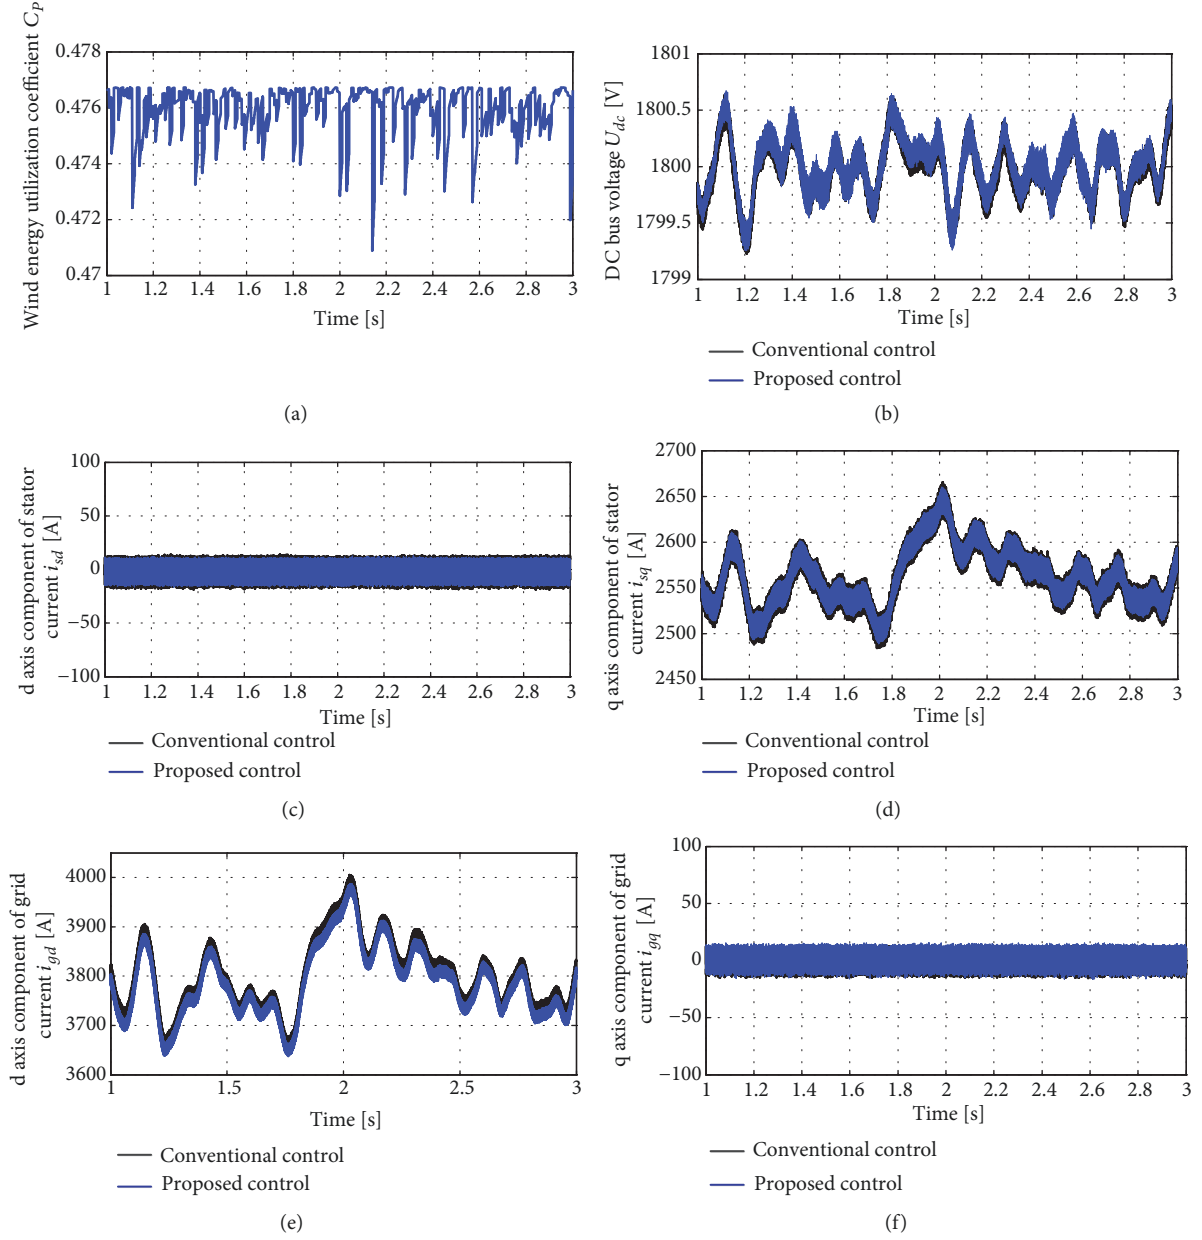 Wind energy utilization coefficient C_P
0.478
0.476
0.474
0.472
0.47
1 1.2 1.4 1.6 1.8 2 2.2 2.4 2.6 2.8 3
Time [s]
(a)
DC bus voltage U_dc [V]
1801
1800.5
1800
1799.5
1799
1 1.2 1.4 1.6 1.8 2 2.2 2.4 2.6 2.8 3
Time [s]
Conventional control
Proposed control
(b)
d axis component of stator
current i_sd [A]
100
50
0
−50
−100
1 1.2 1.4 1.6 1.8 2 2.2 2.4 2.6 2.8 3
Time [s]
Conventional control
Proposed control
(c)
q axis component of stator
current i_sq [A]
2700
2650
2600
2550
2500
2450
1 1.2 1.4 1.6 1.8 2 2.2 2.4 2.6 2.8 3
Time [s]
Conventional control
Proposed control
(d)
d axis component of grid
current i_gd [A]
4000
3900
3800
3700
3600
1 1.5 2 2.5 3
Time [s]
Conventional control
Proposed control
(e)
q axis component of grid
current i_gq [A]
100
50
0
−50
−100
1 1.2 1.4 1.6 1.8 2 2.2 2.4 2.6 2.8 3
Time [s]
Conventional control
Proposed control
(f)